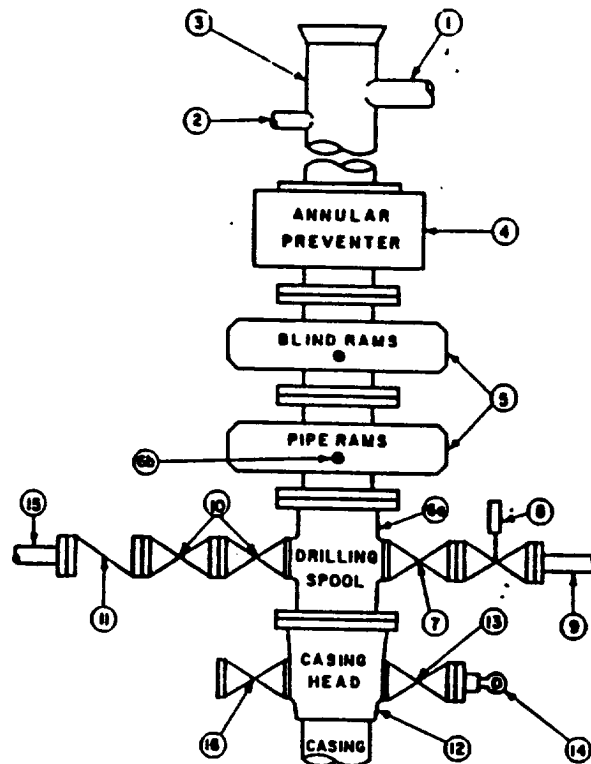 3
1
2
ANNULAR
PREVENTER
4
BLIND RAMS
5
PIPE RAMS
6b
15
10
6a
8
DRILLING
SPOOL
11
7
9
13
CASING
HEAD
16
12
14
CASING